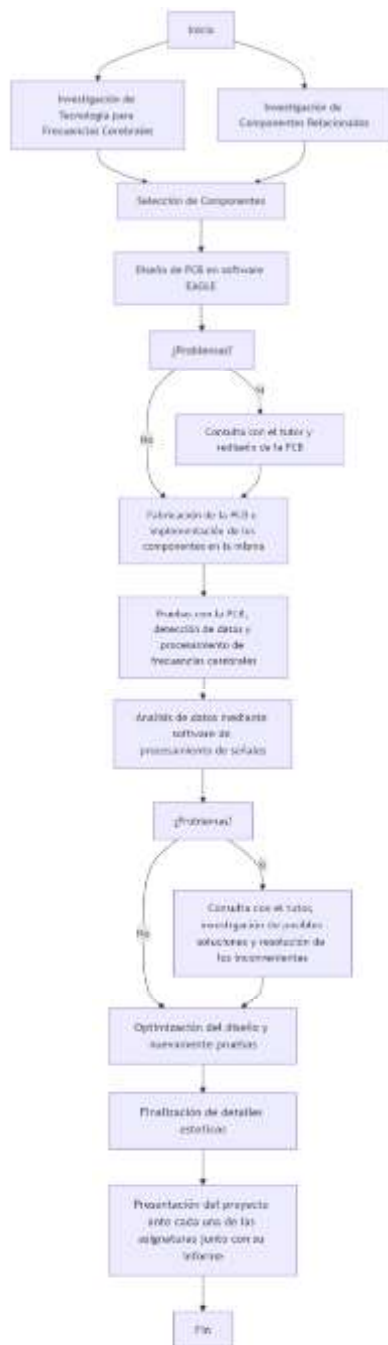 Inicio
Investigación de
Tecnología para
Frecuencias Cerebrales
Investigación de
Componentes Relacionados
Selección de Componentes
Diseño de PCB en software
EAGLE
¿Problemas?
Si
No
Consulta con el tutor y
rediseño de la PCB
Fabricación de la PCB e
implementación de los
componentes en la misma
Pruebas con la PCB,
detección de datos y
procesamiento de
frecuencias cerebrales
Analisis de datos mediante
software de
procesamiento de señales
¿Problemas?
Si
No
Consulta con el tutor,
investigación de posibles
soluciones y resolución de
los inconvenientes
Optimización del diseño y
nuevamente pruebas
Finalización de detalles
esteticos
Presentación del proyecto
ante cada una de las
asignaturas junto con su
informe
Fin